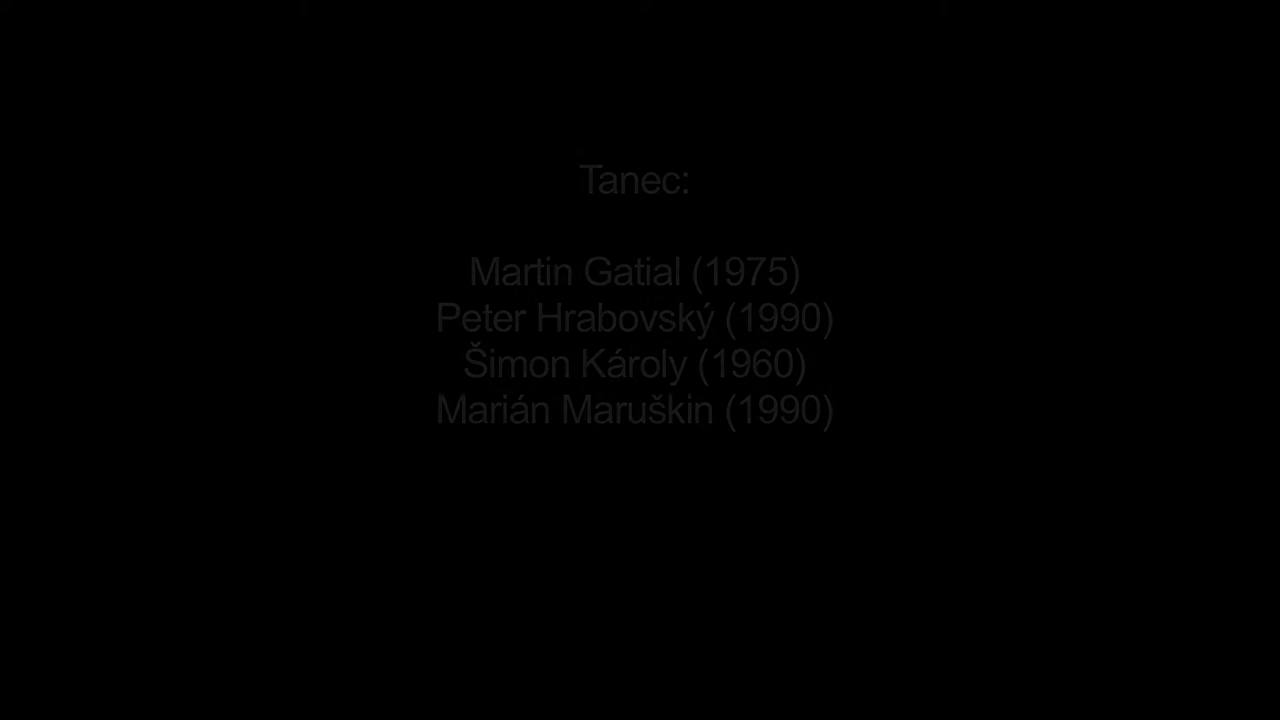 Tanec:
Martin Gatial (1975)
Peter Hrabovský (1990)
Šimon Károly (1960)
Marián Maruškin (1990)